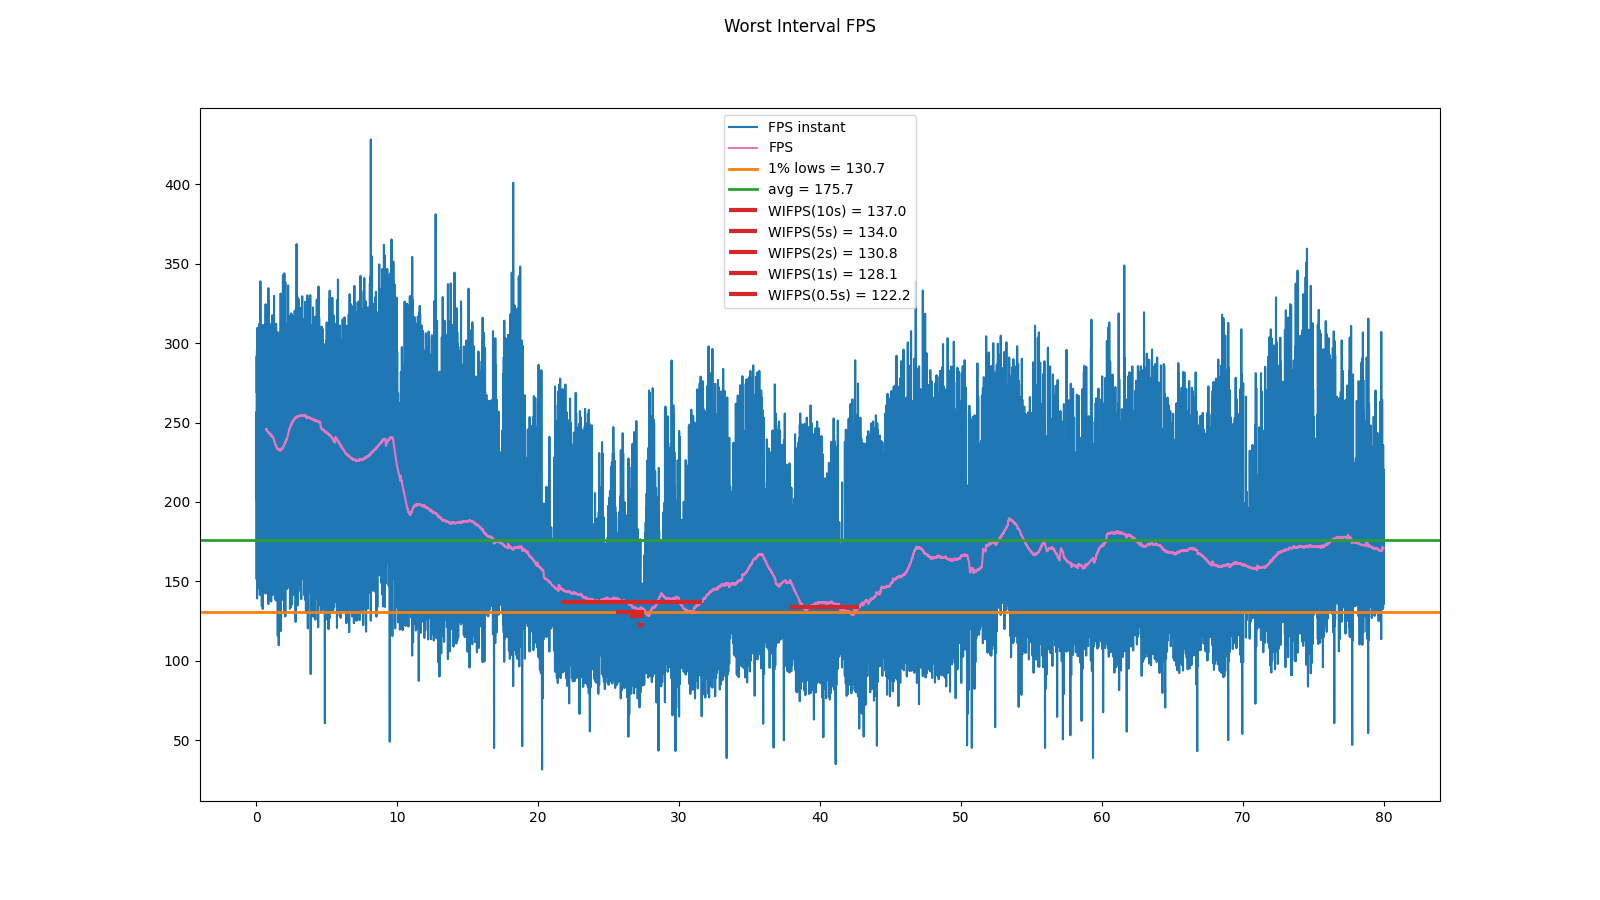 Worst Interval FPS
FPS instant
FPS
1% lows = 130.7
avg = 175.7
WIFPS(10s) = 137.0
WIFPS(5s) = 134.0
WIFPS(2s) = 130.8
WIFPS(1s) = 128.1
WIFPS(0.5s) = 122.2
400
350
300
250
200
150
100
50
0 10 20 30 40 50 60 70 80